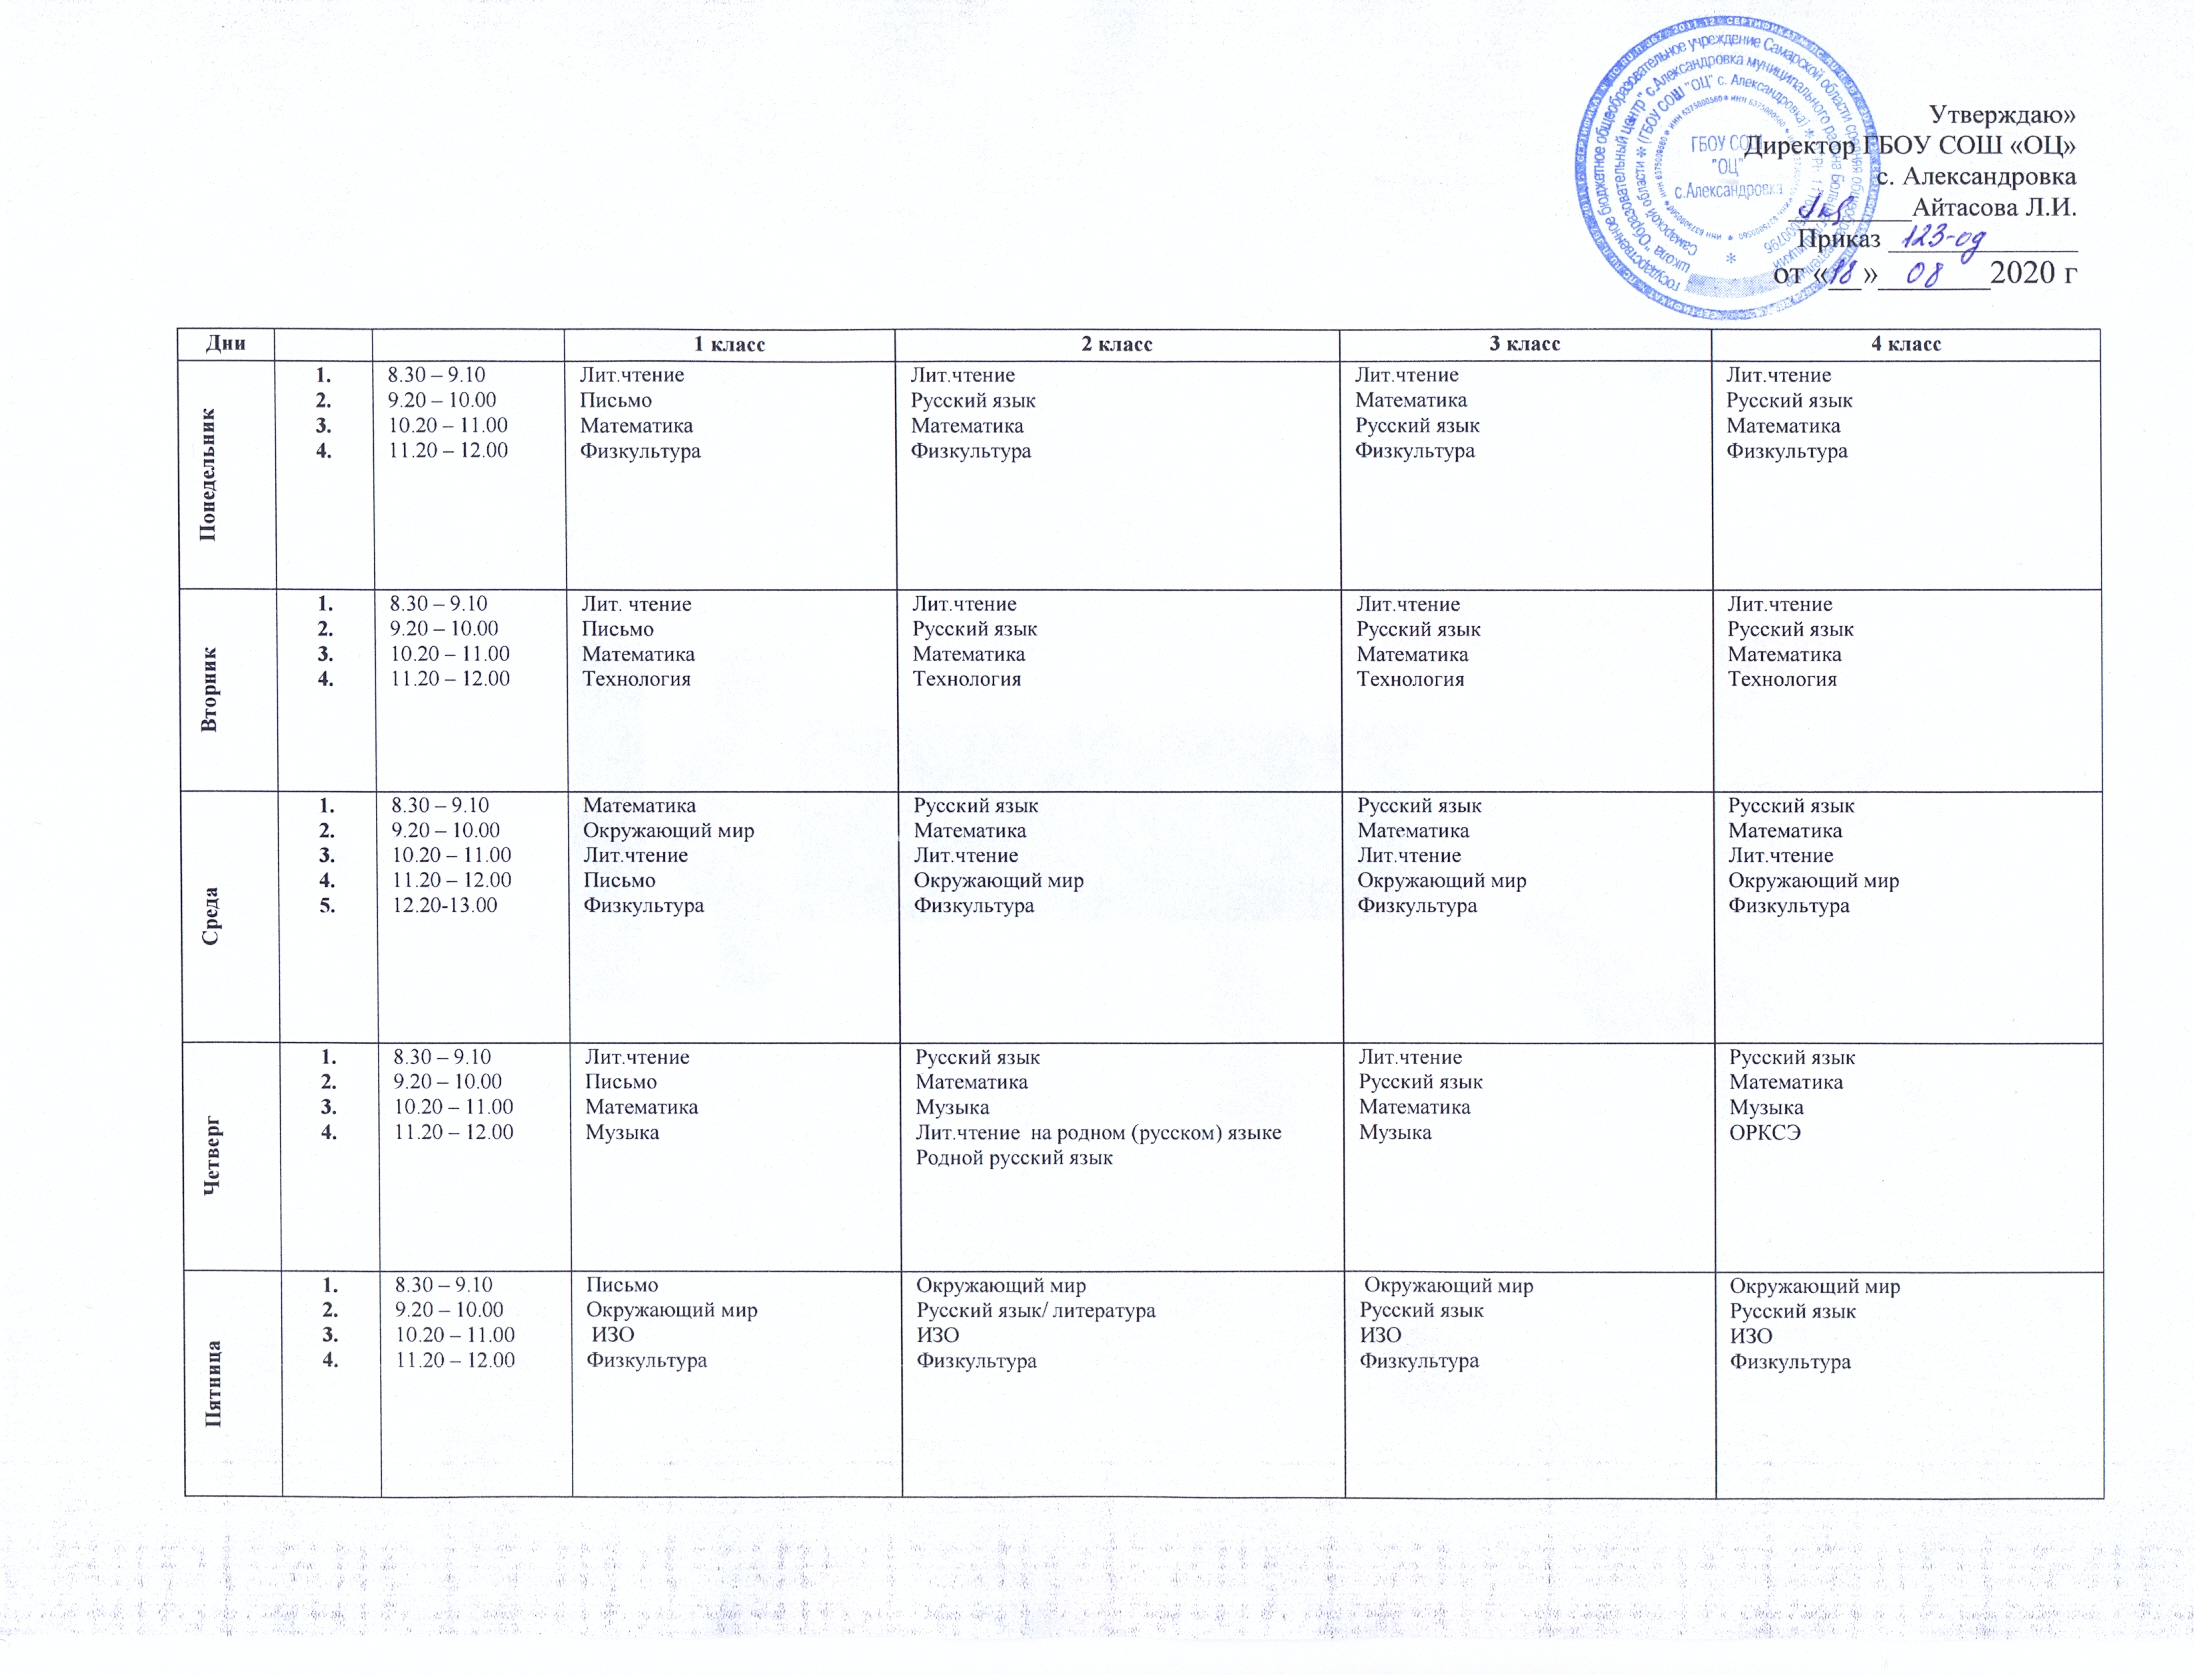 Утверждаю»
Директор ГБОУ СОШ «ОЦ»
с. Александровка
Айтасова Л.И.
Приказ 123-од
от «18» 08 2020 г
ГБОУ СОШ
"ОЦ"
с.Александровка
Дни 1 класс 2 класс 3 класс 4 класс
Понедельник
1. 8.30 – 9.10 Лит.чтение Лит.чтение Лит.чтение Лит.чтение
2. 9.20 – 10.00 Письмо Русский язык Математика Русский язык
3. 10.20 – 11.00 Математика Математика Русский язык Математика
4. 11.20 – 12.00 Физкультура Физкультура Физкультура Физкультура
Вторник
1. 8.30 – 9.10 Лит. чтение Лит.чтение Лит.чтение Лит.чтение
2. 9.20 – 10.00 Письмо Русский язык Русский язык Русский язык
3. 10.20 – 11.00 Математика Математика Математика Математика
4. 11.20 – 12.00 Технология Технология Технология Технология
Среда
1. 8.30 – 9.10 Математика Русский язык Русский язык Русский язык
2. 9.20 – 10.00 Окружающий мир Математика Математика Математика
3. 10.20 – 11.00 Лит.чтение Лит.чтение Лит.чтение Лит.чтение
4. 11.20 – 12.00 Письмо Окружающий мир Окружающий мир Окружающий мир
5. 12.20-13.00 Физкультура Физкультура Физкультура Физкультура
Четверг
1. 8.30 – 9.10 Лит.чтение Русский язык Лит.чтение Русский язык
2. 9.20 – 10.00 Письмо Математика Русский язык Математика
3. 10.20 – 11.00 Математика Музыка Математика Музыка
4. 11.20 – 12.00 Музыка Лит.чтение на родном (русском) языке Музыка ОРКСЭ
Родной русский язык
Пятница
1. 8.30 – 9.10 Письмо Окружающий мир Окружающий мир Окружающий мир
2. 9.20 – 10.00 Окружающий мир Русский язык/ литература Русский язык Русский язык
3. 10.20 – 11.00 ИЗО ИЗО ИЗО ИЗО
4. 11.20 – 12.00 Физкультура Физкультура Физкультура Физкультура